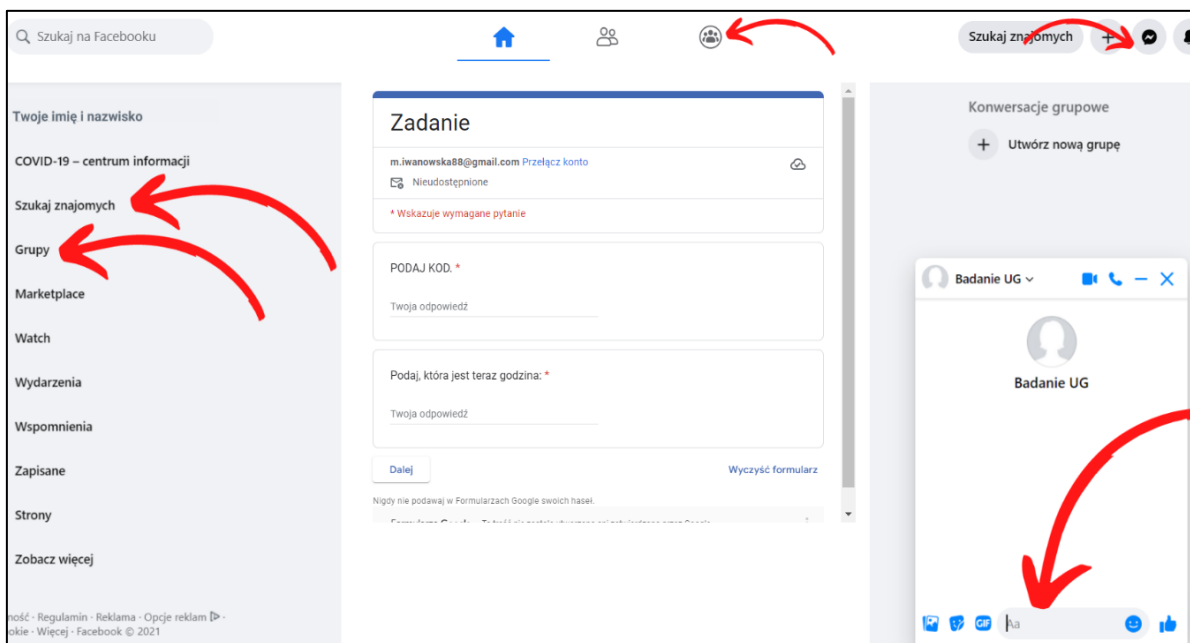 Szukaj na Facebooku
Szukaj znajomych
Twoje imię i nazwisko
COVID-19 – centrum informacji
Szukaj znajomych
Grupy
Marketplace
Watch
Wydarzenia
Wspomnienia
Zapisane
Strony
Zobacz więcej
ność · Regulamin · Reklama · Opcje reklam ·
okie · Więcej · Facebook © 2021
Zadanie
m.iwanowska88@gmail.com Przełącz konto
Nieudostępnione
* Wskazuje wymagane pytanie
PODAJ KOD. *
Twoja odpowiedź
Podaj, która jest teraz godzina: *
Twoja odpowiedź
Dalej Wyczyść formularz
Nigdy nie podawaj w Formularzach Google swoich haseł.
Konwersacje grupowe
+ Utwórz nową grupę
Badanie UG
Badanie UG
GIF Aa